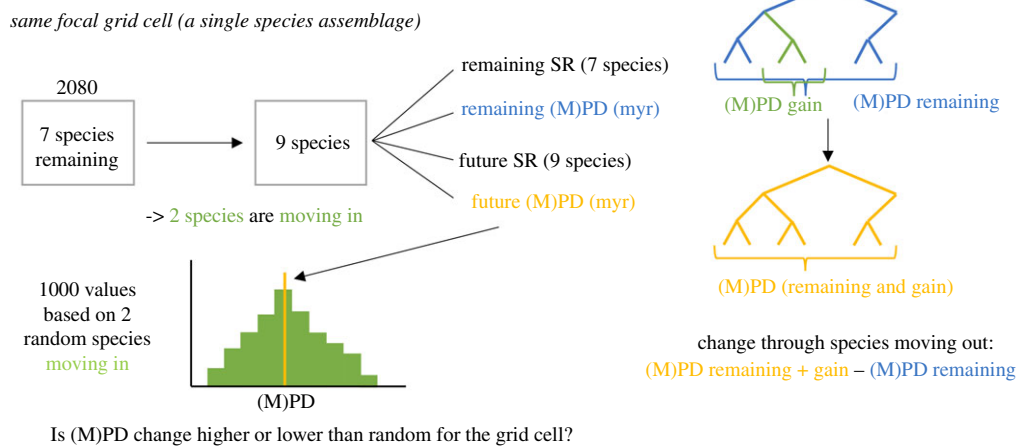 same focal grid cell (a single species assemblage)
2080
7 species
remaining
9 species
-> 2 species are moving in
remaining SR (7 species)
remaining (M)PD (myr)
future SR (9 species)
future (M)PD (myr)
1000 values
based on 2
random species
moving in
(M)PD
Is (M)PD change higher or lower than random for the grid cell?
(M)PD gain
(M)PD remaining
(M)PD (remaining and gain)
change through species moving out:
(M)PD remaining + gain – (M)PD remaining